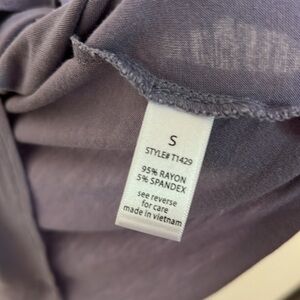 S
STYLE# T1429
95% RAYON
5% SPANDEX
see reverse
for care
made in vietnam